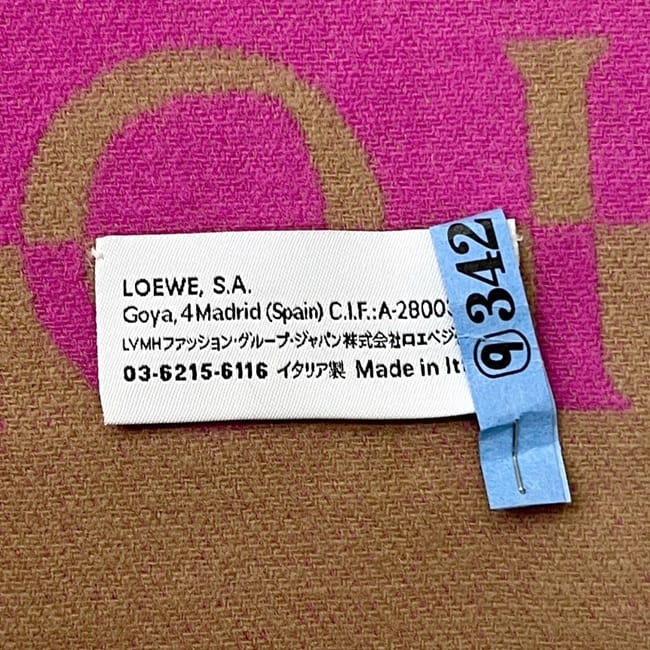 LOEWE, S.A.
Goya, 4 Madrid (Spain) C.I.F.:A-2800
LVMHファッション・グループ・ジャパン株式会社ロエベジ
03-6215-6116 イタリア製 Made in It
9 342